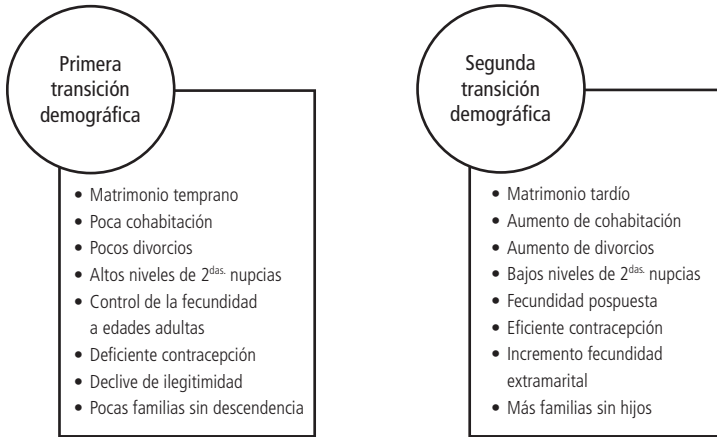 Primera
transición
demográfica
• Matrimonio temprano
• Poca cohabitación
• Pocos divorcios
• Altos niveles de 2das. nupcias
• Control de la fecundidad
a edades adultas
• Deficiente contracepción
• Declive de ilegitimidad
• Pocas familias sin descendencia
Segunda
transición
demográfica
• Matrimonio tardío
• Aumento de cohabitación
• Aumento de divorcios
• Bajos niveles de 2das. nupcias
• Fecundidad pospuesta
• Eficiente contracepción
• Incremento fecundidad
extramarital
• Más familias sin hijos